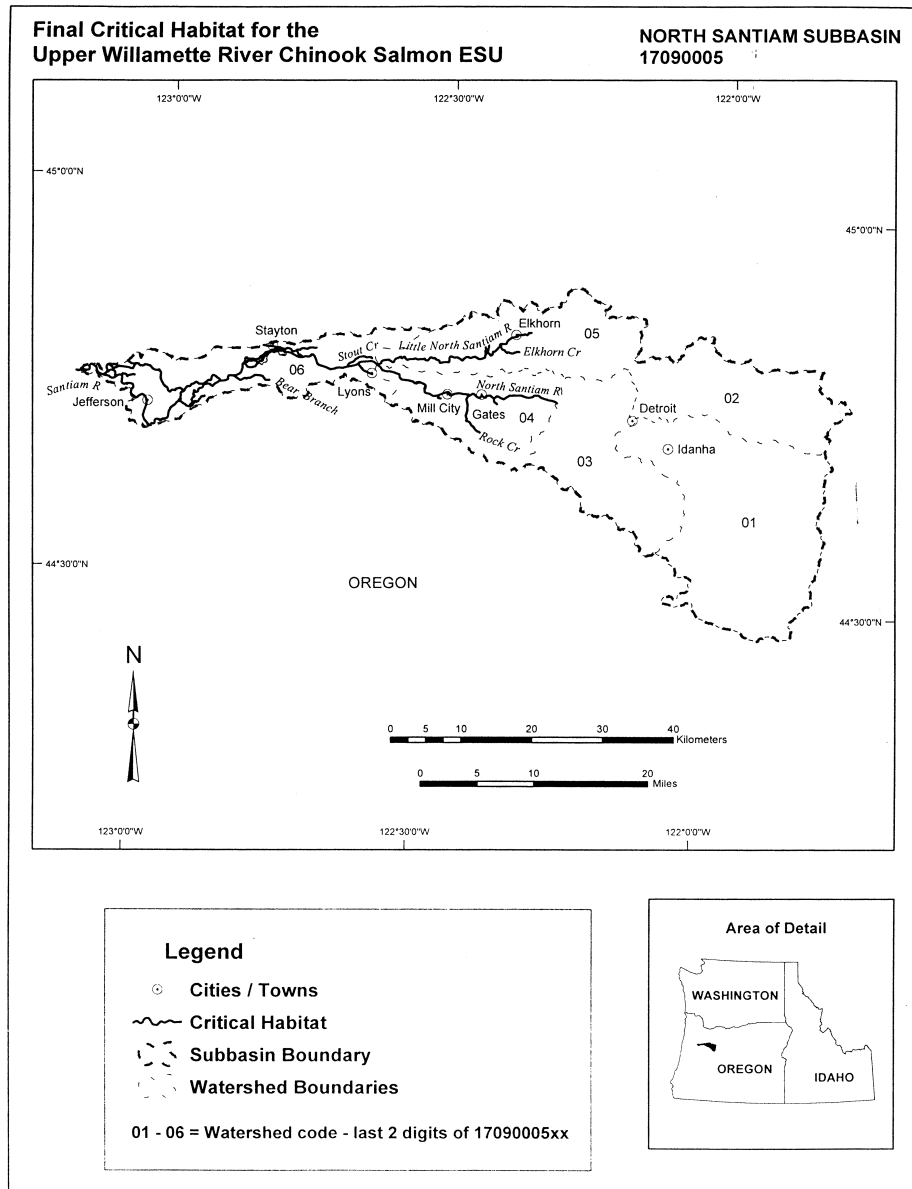 Final Critical Habitat for the
Upper Willamette River Chinook Salmon ESU
NORTH SANTIAM SUBBASIN
17090005
123°0'0"W
122°30'0"W
122°0'0"W
45°0'0"N
45°0'0"N
Elkhorn
05
Stayton
Little North Santiam R
Stout Cr
Elkhorn Cr
06
Santiam R
Bear Branch
Lyons
North Santiam R
02
Jefferson
Mill City
Gates
04
Detroit
Rock Cr
Idanha
03
01
44°30'0"N
OREGON
44°30'0"N
N
0 5 10 20 30 40
Kilometers
0 5 10 20
Miles
123°0'0"W
122°30'0"W
122°0'0"W
Legend
Cities / Towns
Critical Habitat
Subbasin Boundary
Watershed Boundaries
01 - 06 = Watershed code - last 2 digits of 17090005xx
Area of Detail
WASHINGTON
OREGON
IDAHO